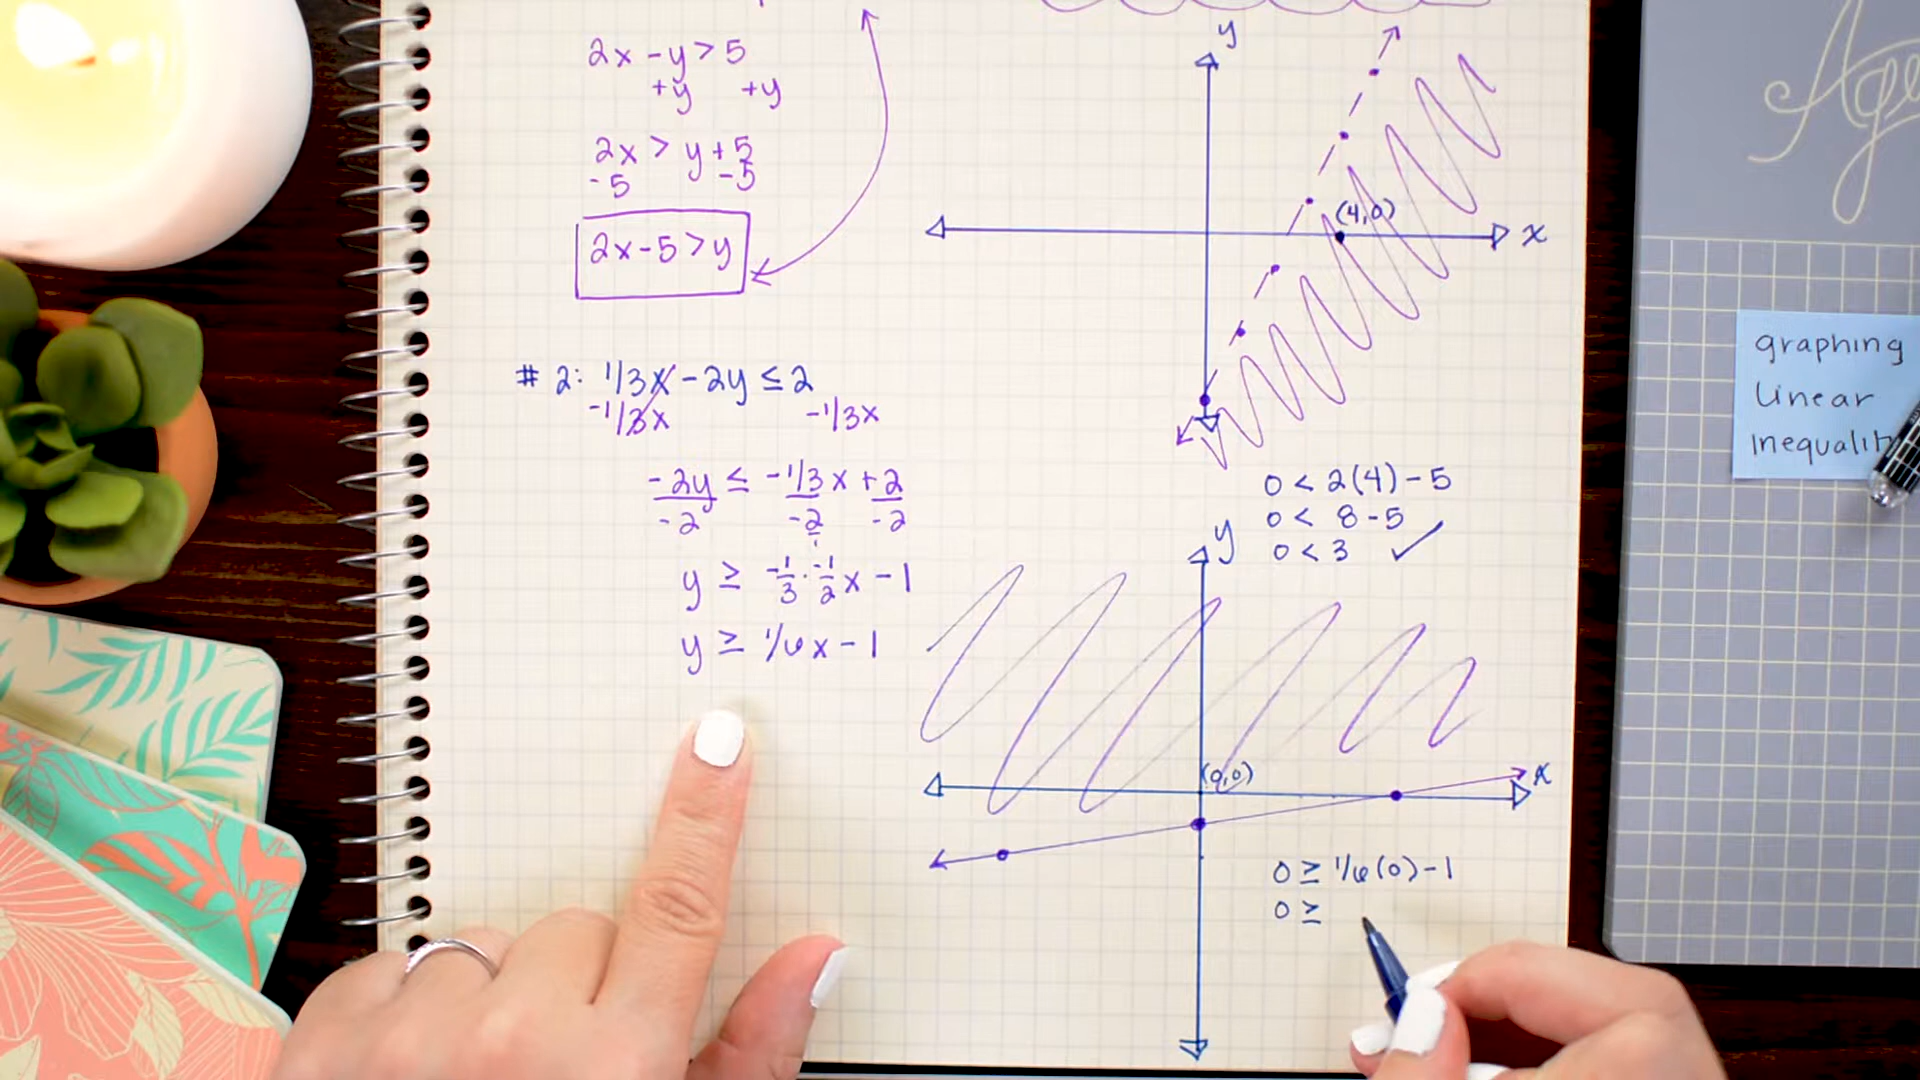 2x - y > 5
+y +y
2x > y + 5
-5 -5
2x - 5 > y
# 2: 1/3x - 2y ≤ 2
-1/3x -1/3x
-2y ≤ -1/3x + 2
-2 -2 -2
y ≥ -1/3 · -1/2 x - 1
y ≥ 1/6x - 1
y
(4,0)
x
0 < 2(4) - 5
0 < 8 - 5
0 < 3 ✓
y
(0,0)
x
0 ≥ 1/6(0) - 1
0 ≥
graphing
linear